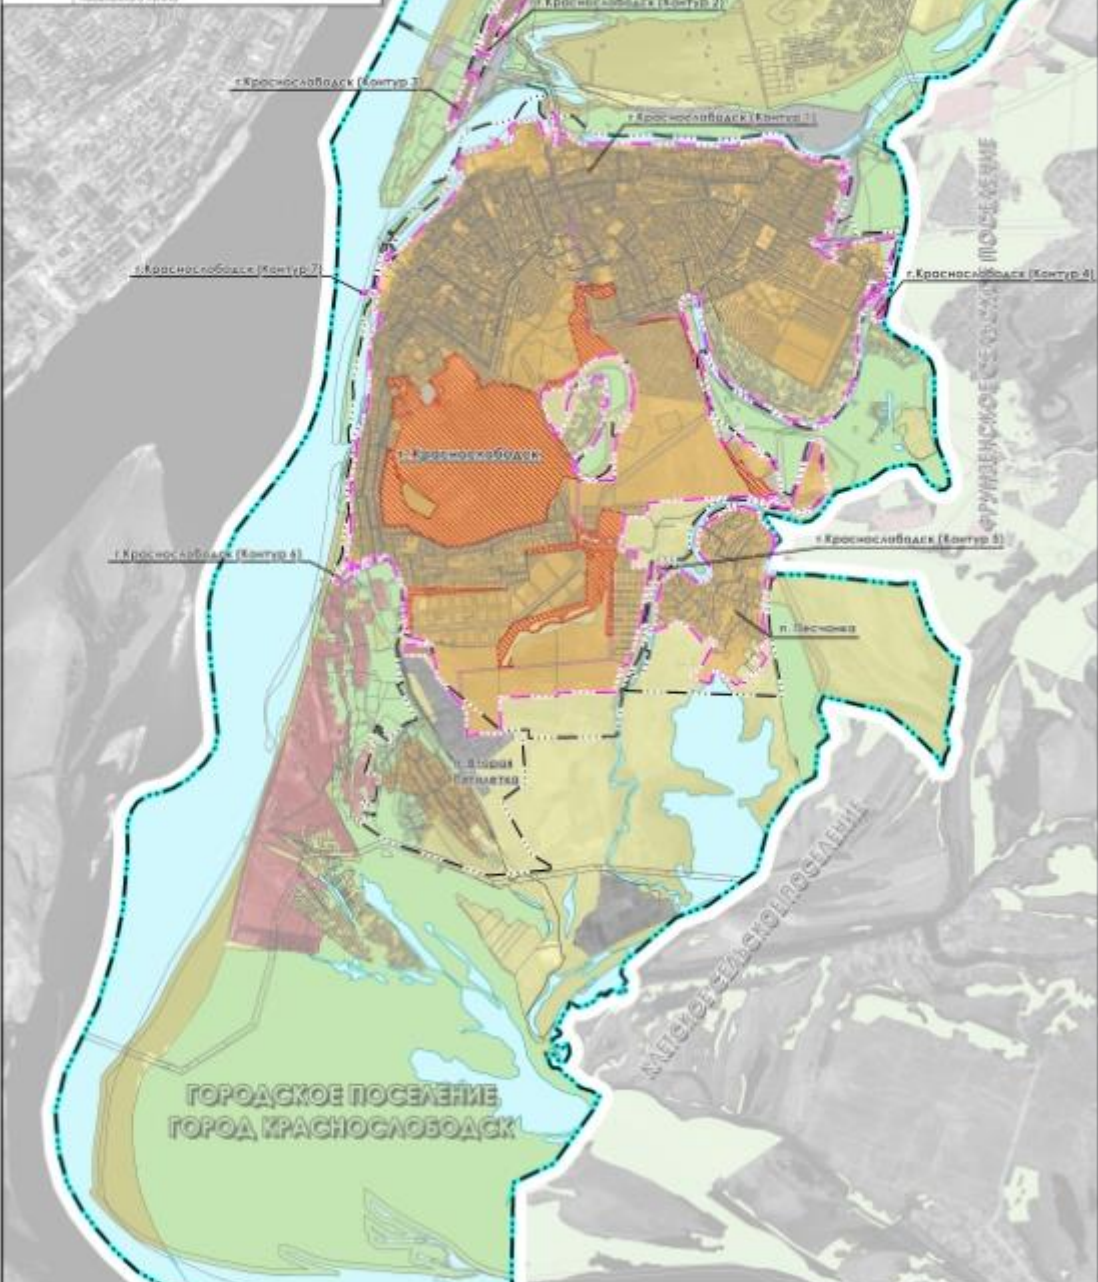 г.Краснослободск (Контур 2)
г.Краснослободск (Контур 3)
г.Краснослободск (Контур 1)
г.Краснослободск (Контур 7)
г.Краснослободск (Контур 4)
ФРУНЗЕНСКОЕ СЕЛЬСКОЕ ПОСЕЛЕНИЕ
г. Краснослободск
г.Краснослободск (Контур 6)
г.Краснослободск (Контур 5)
п. Песчанка
п. Вторая
Пятилетка
КАПСКОЕ СЕЛЬСКОЕ ПОСЕЛЕНИЕ
ГОРОДСКОЕ ПОСЕЛЕНИЕ
ГОРОД КРАСНОСЛОБОДСК